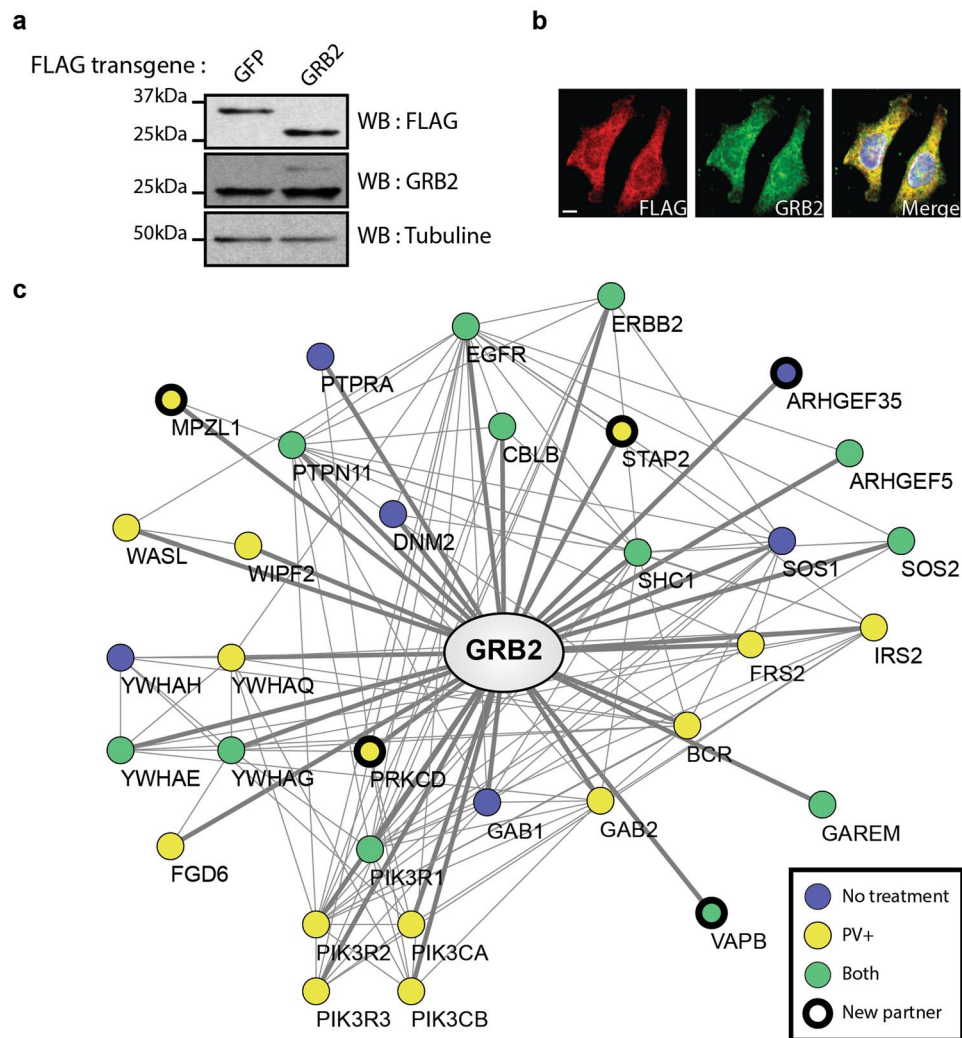 a
FLAG transgene :
GFP
GRB2
37kDa
25kDa
WB : FLAG
25kDa
WB : GRB2
50kDa
WB : Tubuline
b
FLAG
GRB2
Merge
c
ERBB2
EGFR
PTPRA
ARHGEF35
MPZL1
CBLB
STAP2
PTPN11
ARHGEF5
DNM2
WASL
WIPF2
SHC1
SOS1
SOS2
GRB2
IRS2
FRS2
YWHAH
YWHAQ
BCR
YWHAE
YWHAG
PRKCD
GAB1
GAB2
GAREM
FGD6
PIK3R1
VAPB
PIK3R2
PIK3CA
PIK3R3
PIK3CB
No treatment
PV+
Both
New partner